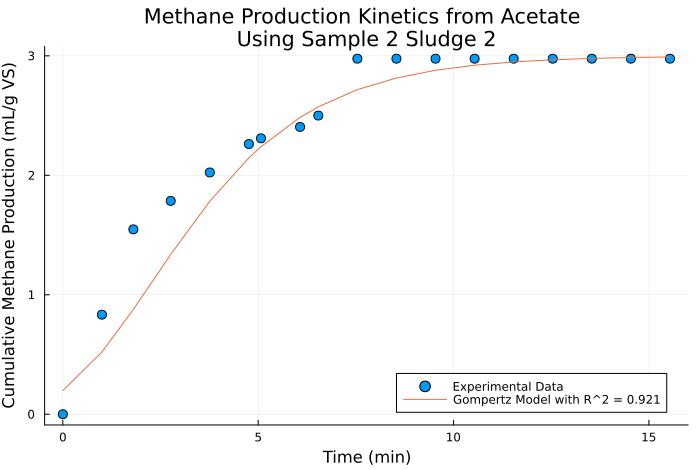 Methane Production Kinetics from Acetate
Using Sample 2 Sludge 2
Cumulative Methane Production (mL/g VS)
3
2
1
0
0
5
10
15
Time (min)
Experimental Data
Gompertz Model with R^2 = 0.921